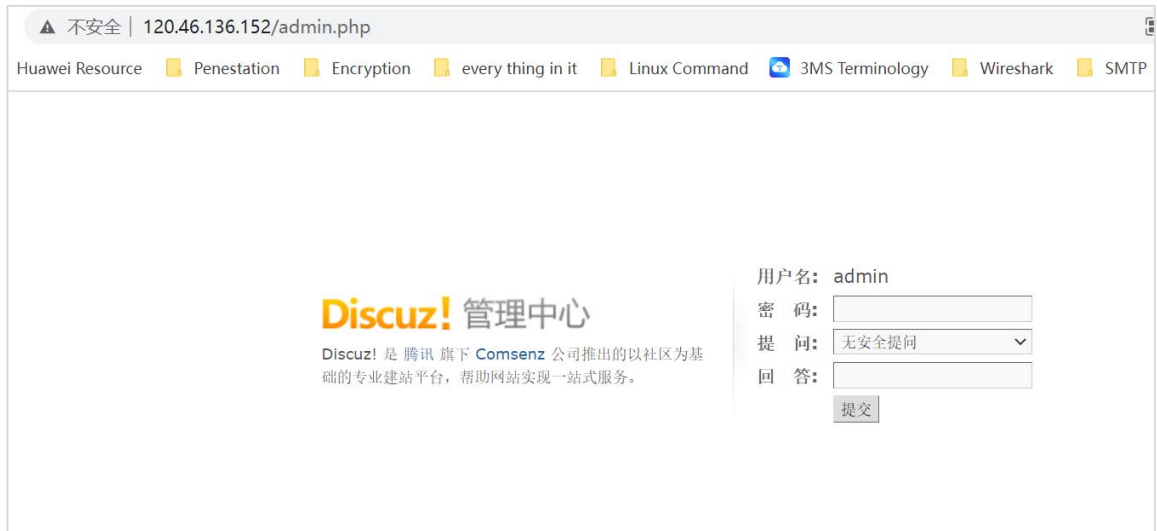 不安全 | 120.46.136.152/admin.php
Huawei Resource Penestation Encryption every thing in it Linux Command 3MS Terminology Wireshark SMTP
Discuz! 管理中心
Discuz! 是 腾讯 旗下 Comsenz 公司推出的以社区为基
础的专业建站平台，帮助网站实现一站式服务。
用户名: admin
密 码:
提 问: 无安全提问
回 答:
提交